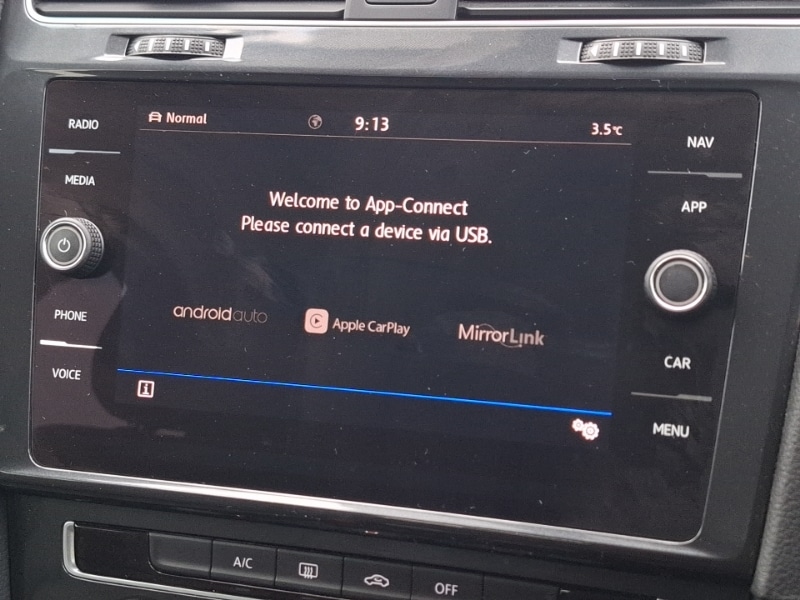 RADIO
MEDIA
PHONE
VOICE
Normal
9:13
3.5°C
Welcome to App-Connect
Please connect a device via USB.
androidauto
Apple CarPlay
MirrorLink
i
NAV
APP
CAR
MENU
A/C
OFF